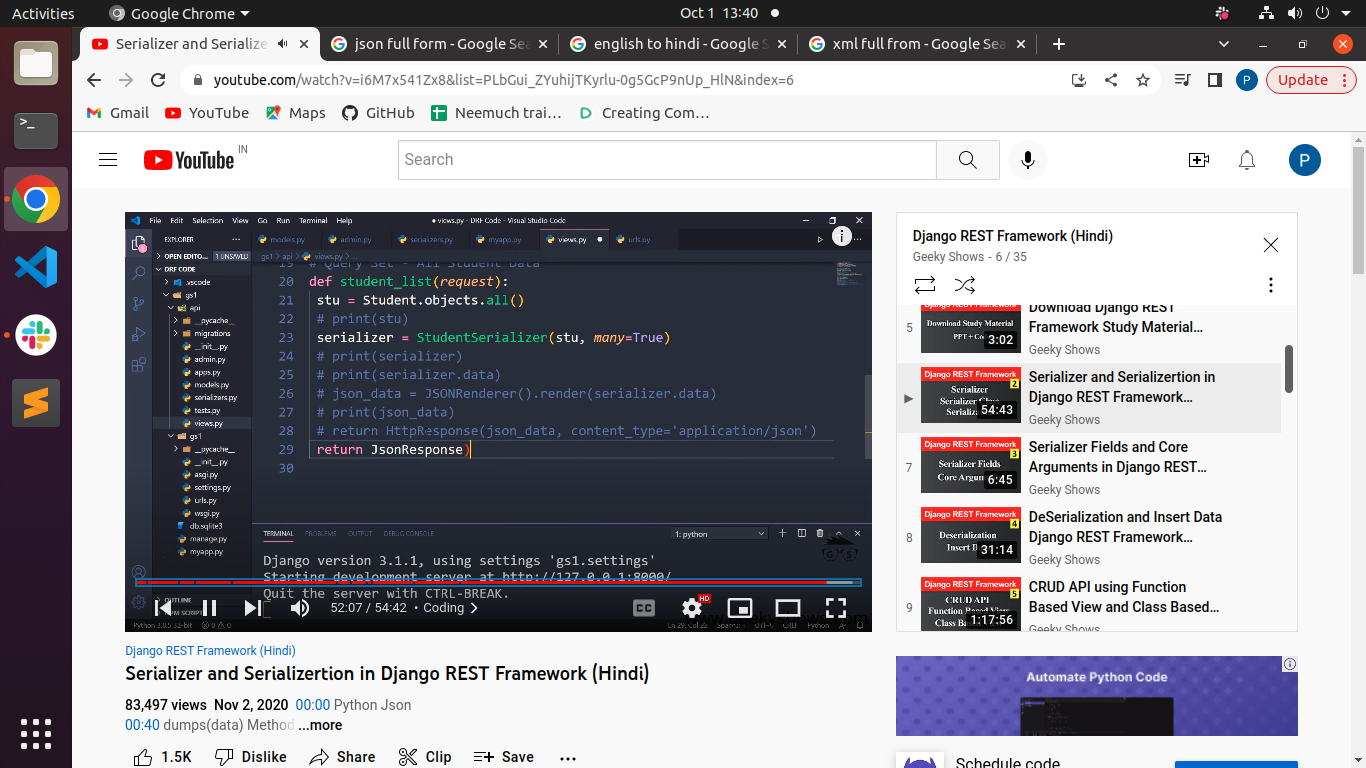 Activities
Google Chrome
Oct 1 13:40
Serializer and Serialize
json full form - Google Sea
english to hindi - Google S
xml full from - Google Sea
youtube.com/watch?v=i6M7x541Zx8&list=PLbGui_ZYuhijTKyrlu-0g5GcP9nUp_HlN&index=6
P
Update
Gmail
YouTube
Maps
GitHub
Neemuch trai…
Creating Com…
YouTube IN
Search
P
File Edit Selection View Go Run Terminal Help
● views.py - DRF Code - Visual Studio Code
EXPLORER
models.py
admin.py
serializers.py
myapp.py
views.py
urls.py
OPEN EDITO... 1 UNSAVED
gs1 > api > views.py > ...
DRF CODE
.vscode
gs1
api
__pycache__
migrations
__init__.py
admin.py
apps.py
models.py
serializers.py
tests.py
views.py
gs1
__pycache__
__init__.py
asgi.py
settings.py
urls.py
wsgi.py
db.sqlite3
manage.py
myapp.py
OUTLINE
NPM SCRIPTS
19 # Query Set - All Student Data
20 def student_list(request):
21 stu = Student.objects.all()
22 # print(stu)
23 serializer = StudentSerializer(stu, many=True)
24 # print(serializer)
25 # print(serializer.data)
26 # json_data = JSONRenderer().render(serializer.data)
27 # print(json_data)
28 # return HttpResponse(json_data, content_type='application/json')
29 return JsonResponse)
30
TERMINAL PROBLEMS OUTPUT DEBUG CONSOLE
1: python
Django version 3.1.1, using settings 'gs1.settings'
Starting development server at http://127.0.0.1:8000/
Quit the server with CTRL-BREAK.
52:07 / 54:42 • Coding
CC
HD
Python 3.8.5 32-bit
Ln 29, Col 22
Python
Django REST Framework (Hindi)
Serializer and Serializertion in Django REST Framework (Hindi)
83,497 views Nov 2, 2020 00:00 Python Json
00:40 dumps(data) Method ...more
1.5K
Dislike
Share
Clip
Save
Django REST Framework (Hindi)
Geeky Shows - 6 / 35
5
Download Study Material
PPT + Co
3:02
Download Django REST
Framework Study Material…
Geeky Shows
Django REST Framework
2
Serializer
Serializer Class
54:43
Serializer and Serializertion in
Django REST Framework…
Geeky Shows
7
Django REST Framework
3
Serializer Fields
Core Argum
6:45
Serializer Fields and Core
Arguments in Django REST…
Geeky Shows
8
Django REST Framework
4
Deserialization
Insert D
31:14
DeSerialization and Insert Data
Django REST Framework…
Geeky Shows
9
Django REST Framework
5
CRUD API
Function Based View
Class Ba
1:17:56
CRUD API using Function
Based View and Class Based…
Geeky Shows
Automate Python Code
Schedule code